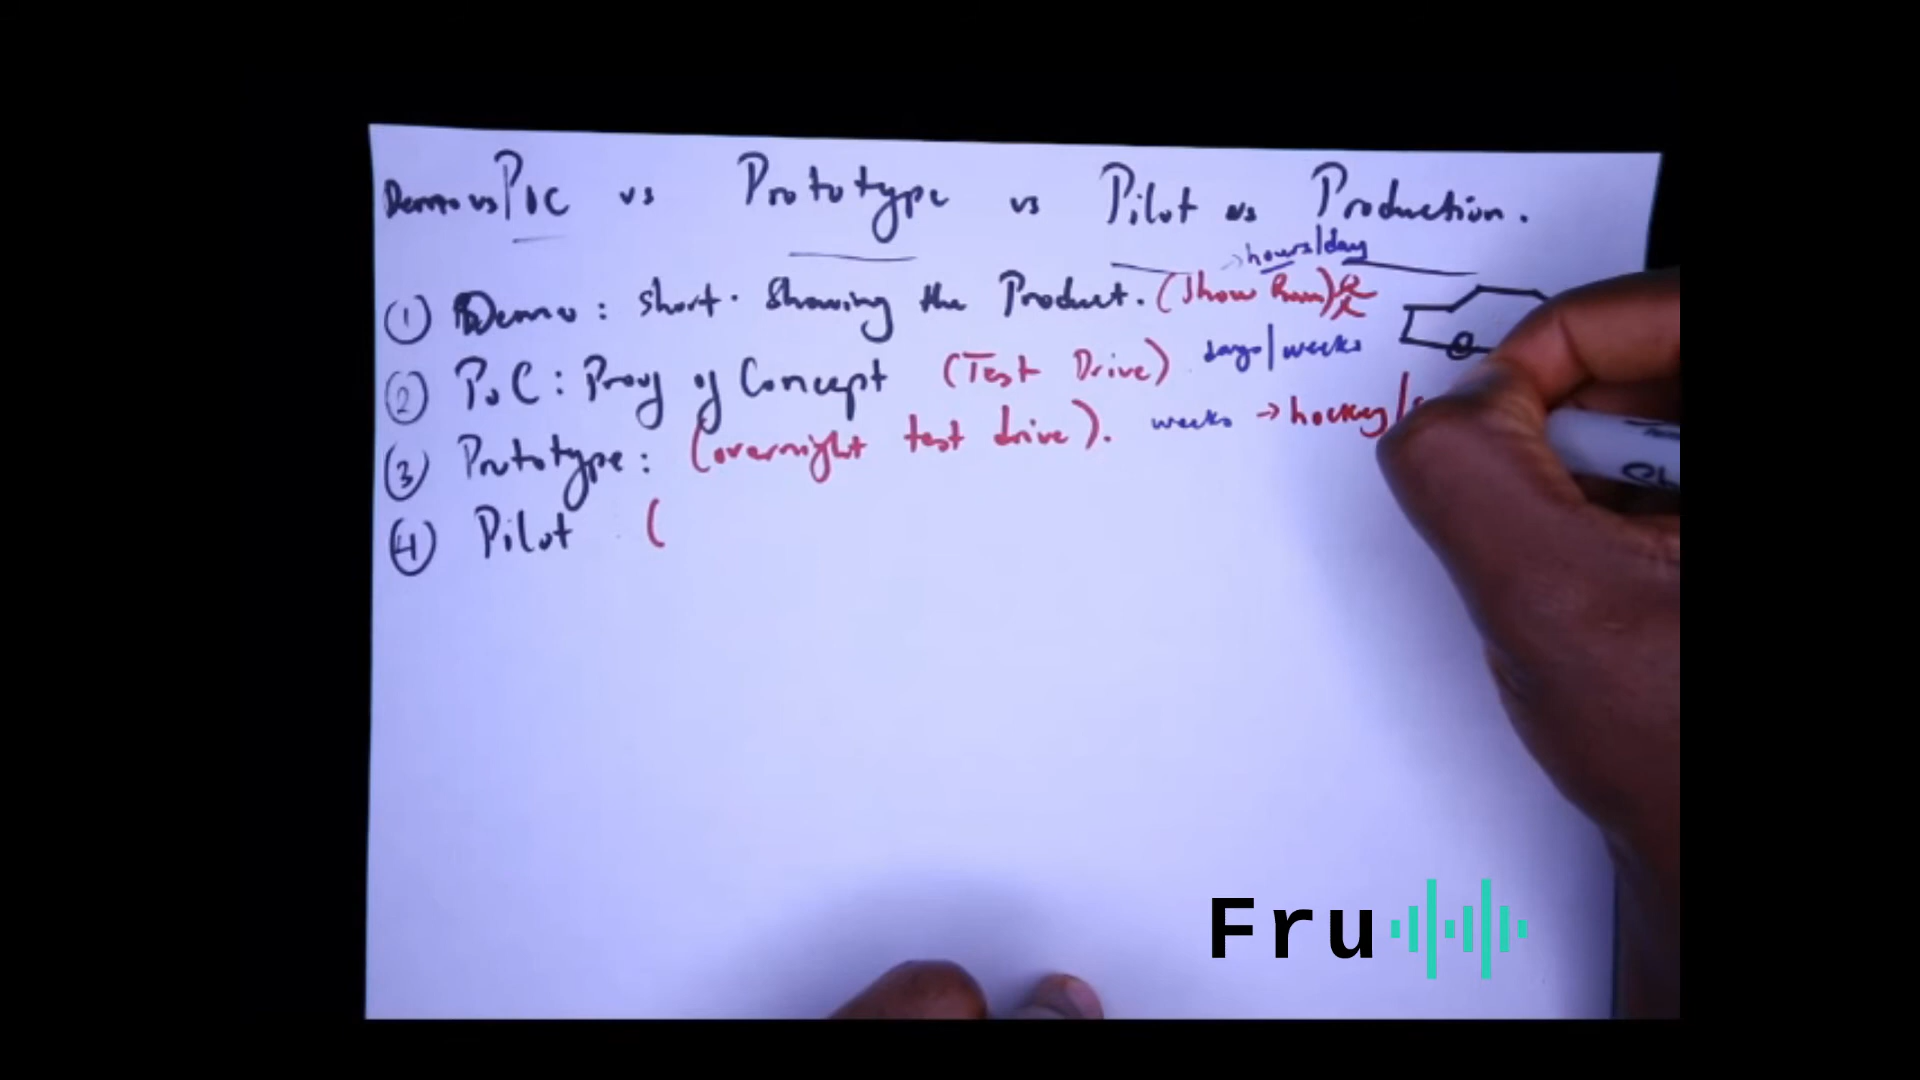 Demo vs PoC vs Prototype vs Pilot vs Production.
→ hours/day
① Demo: short. Showing the Product. (Show Room)
② PoC: Proof of Concept (Test Drive) days/weeks
③ Prototype: (overnight test drive). weeks →
④ Pilot (
Fru